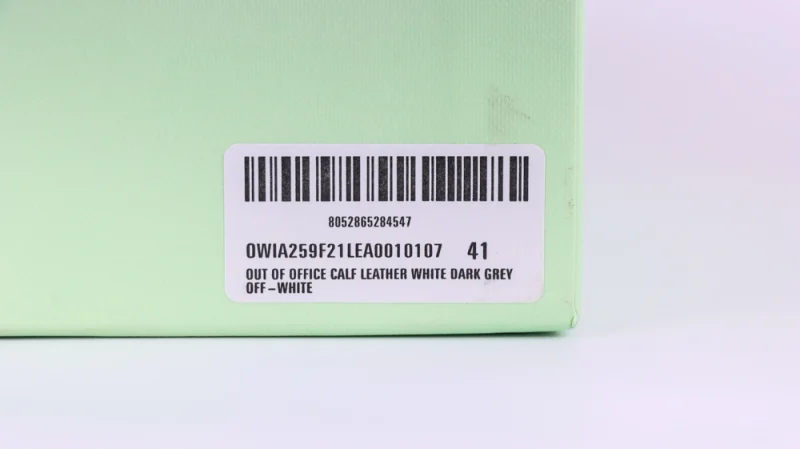 8052865284547
OWIA259F21LEA0010107 41
OUT OF OFFICE CALF LEATHER WHITE DARK GREY
OFF-WHITE